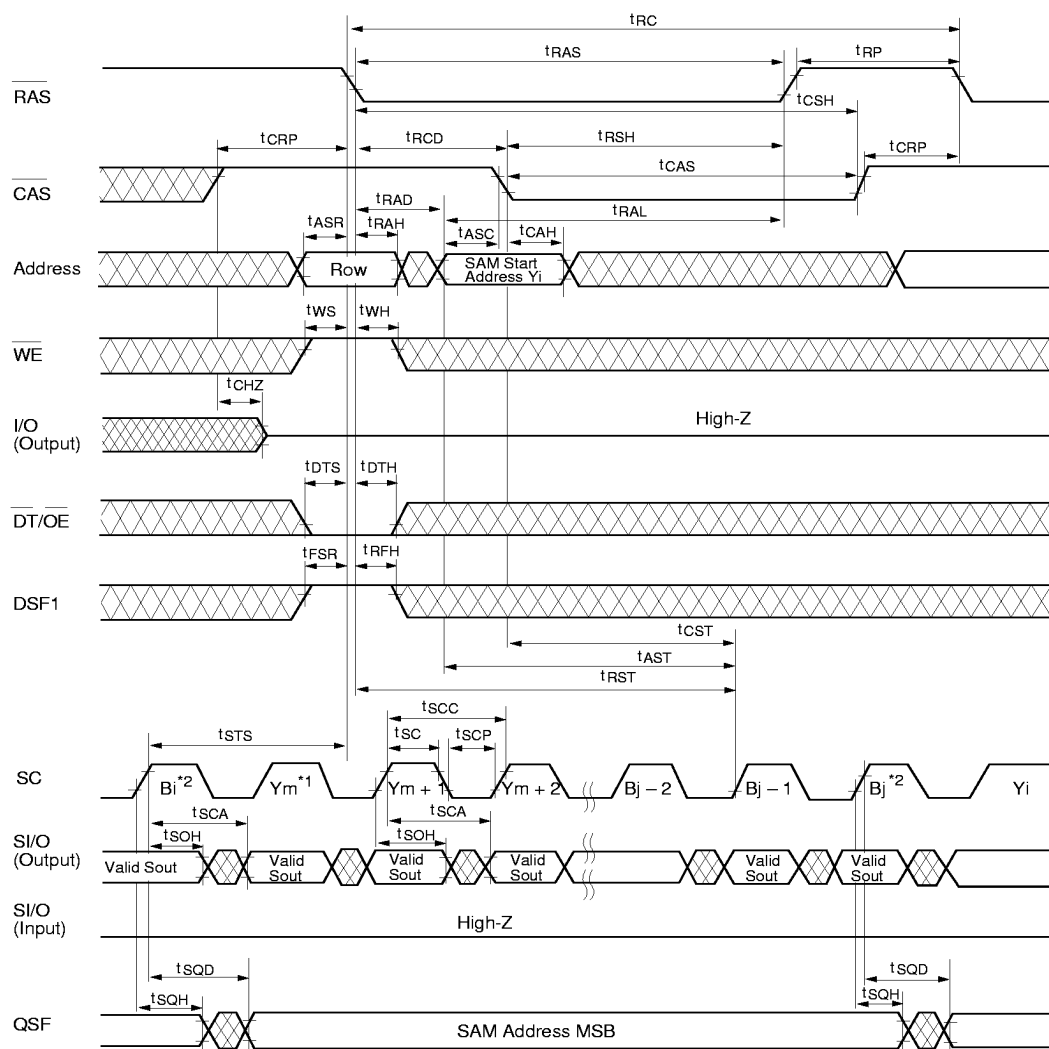 tRC
tRAS tRP
RAS
tCSH
tCRP tRCD tRSH tCRP
tCAS
CAS
tRAD
tASR tRAH tRAL
tASC tCAH
Address Row SAM Start Address Yi
tWS tWH
WE
tCHZ
I/O (Output) High-Z
tDTS tDTH
DT/OE
tFSR tRFH
DSF1
tCST
tAST
tRST
tSCC
tSTS tSC tSCP
SC Bi*2 Ym*1 Ym + 1 Ym + 2 Bj – 2 Bj – 1 Bj*2 Yi
tSCA tSCA
tSOH tSOH
SI/O (Output) Valid Sout Valid Sout Valid Sout Valid Sout Valid Sout Valid Sout
SI/O (Input) High-Z
tSQD tSQD
tSQH tSQH
QSF SAM Address MSB